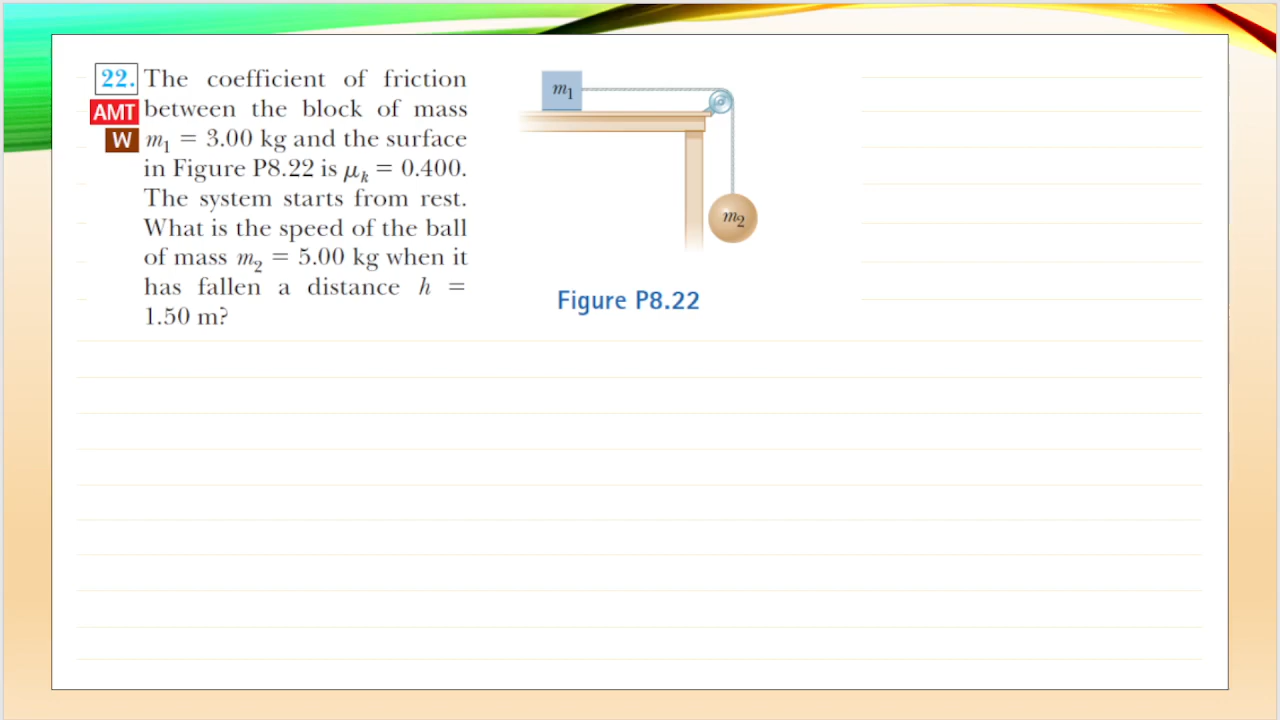 22. The coefficient of friction
AMT between the block of mass
W m₁ = 3.00 kg and the surface
in Figure P8.22 is μₖ = 0.400.
The system starts from rest.
What is the speed of the ball
of mass m₂ = 5.00 kg when it
has fallen a distance h =
1.50 m?
m₁
m₂
Figure P8.22